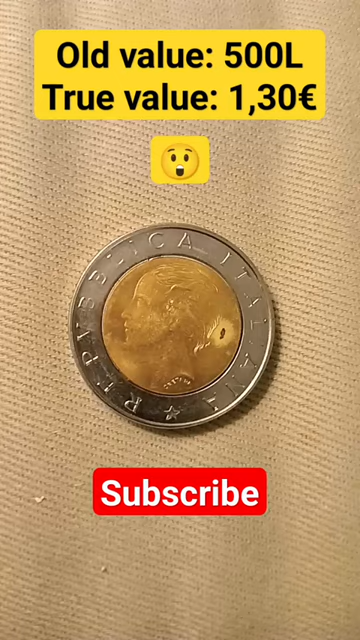 Old value: 500L
True value: 1,30€
REPVBBLICA ITALIANA
Subscribe